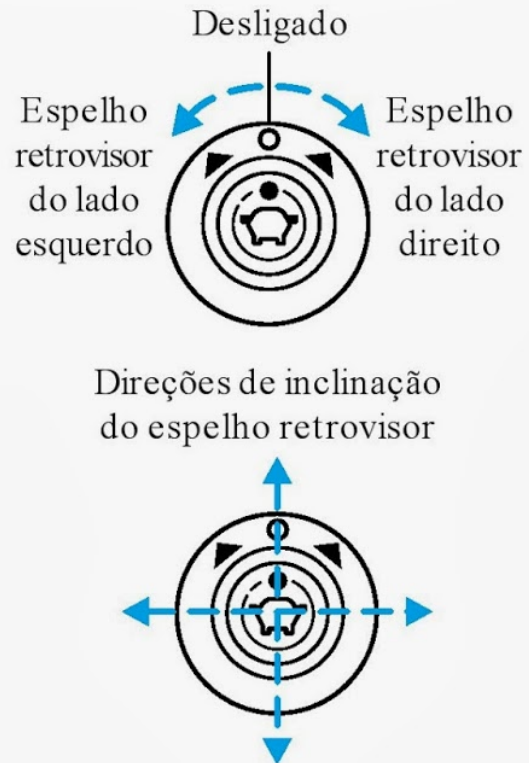 Desligado
Espelho
retrovisor
do lado
esquerdo
Espelho
retrovisor
do lado
direito
Direções de inclinação
do espelho retrovisor